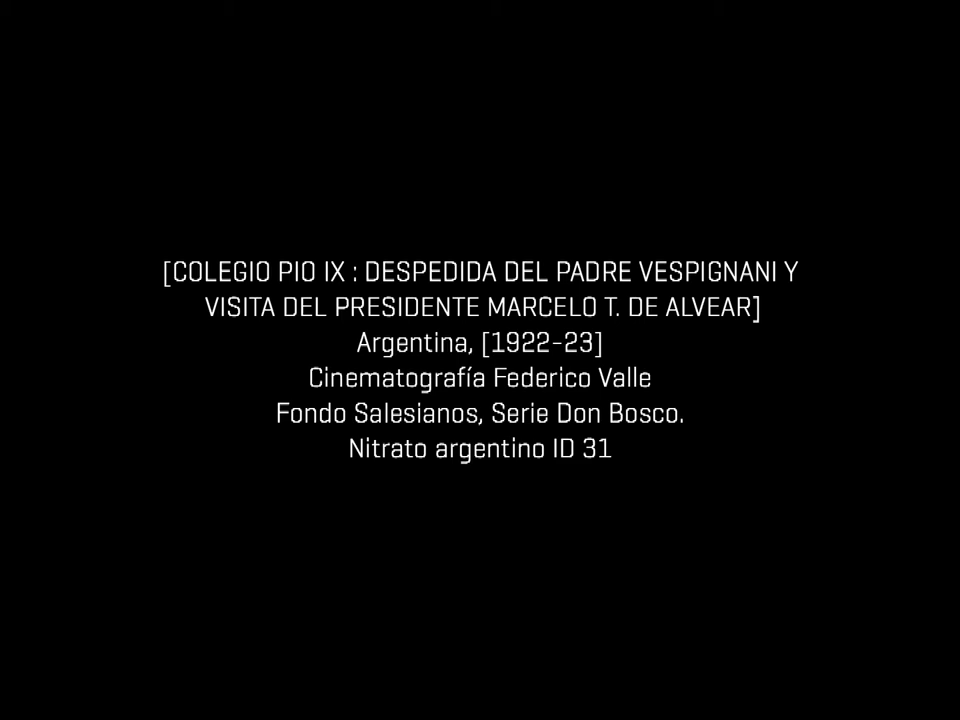 [COLEGIO PIO IX : DESPEDIDA DEL PADRE VESPIGNANI Y
VISITA DEL PRESIDENTE MARCELO T. DE ALVEAR]
Argentina, [1922-23]
Cinematografía Federico Valle
Fondo Salesianos, Serie Don Bosco.
Nitrato argentino ID 31